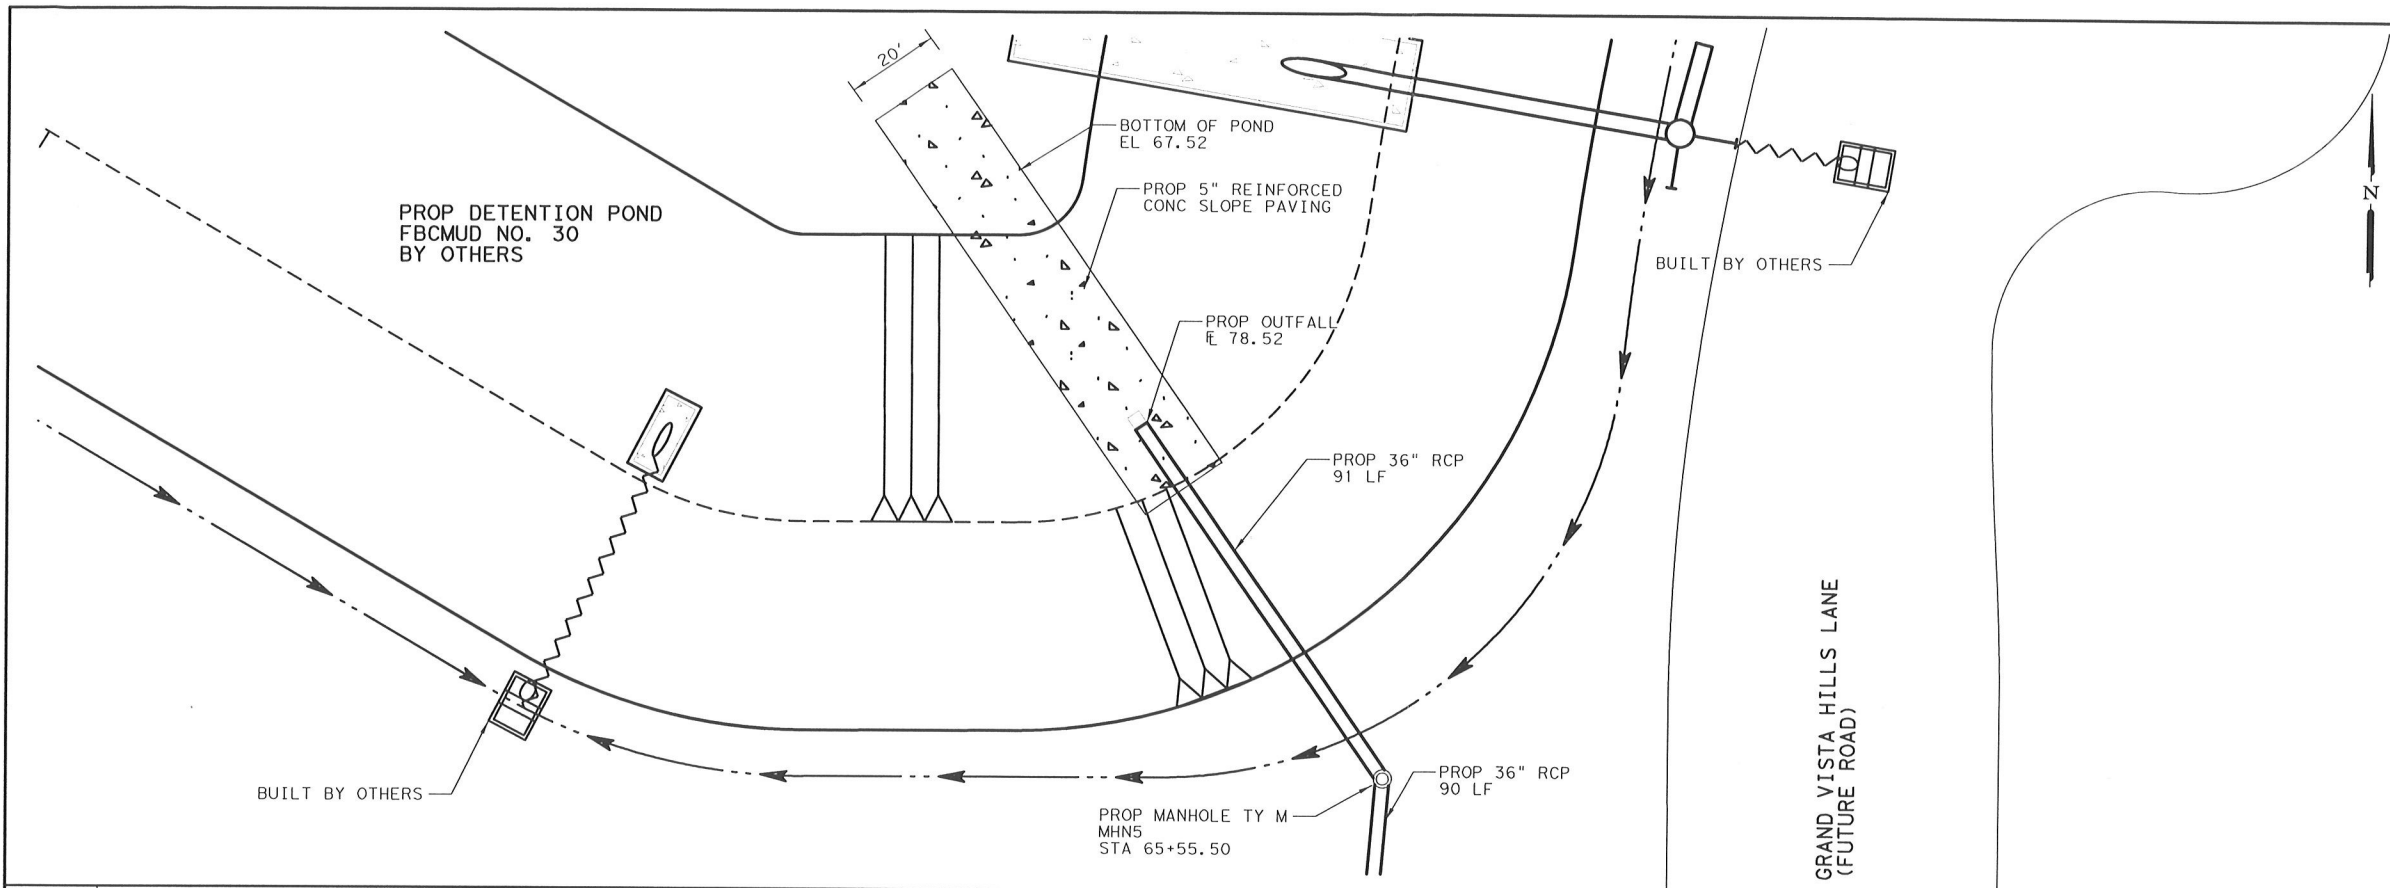 20'
BOTTOM OF POND
EL 67.52
PROP 5" REINFORCED
CONC SLOPE PAVING
PROP DETENTION POND
FBCMUD NO. 30
BY OTHERS
N
BUILT BY OTHERS
PROP OUTFALL
FL 78.52
PROP 36" RCP
91 LF
GRAND VISTA HILLS LANE
(FUTURE ROAD)
BUILT BY OTHERS
PROP 36" RCP
90 LF
PROP MANHOLE TY M
MHN5
STA 65+55.50